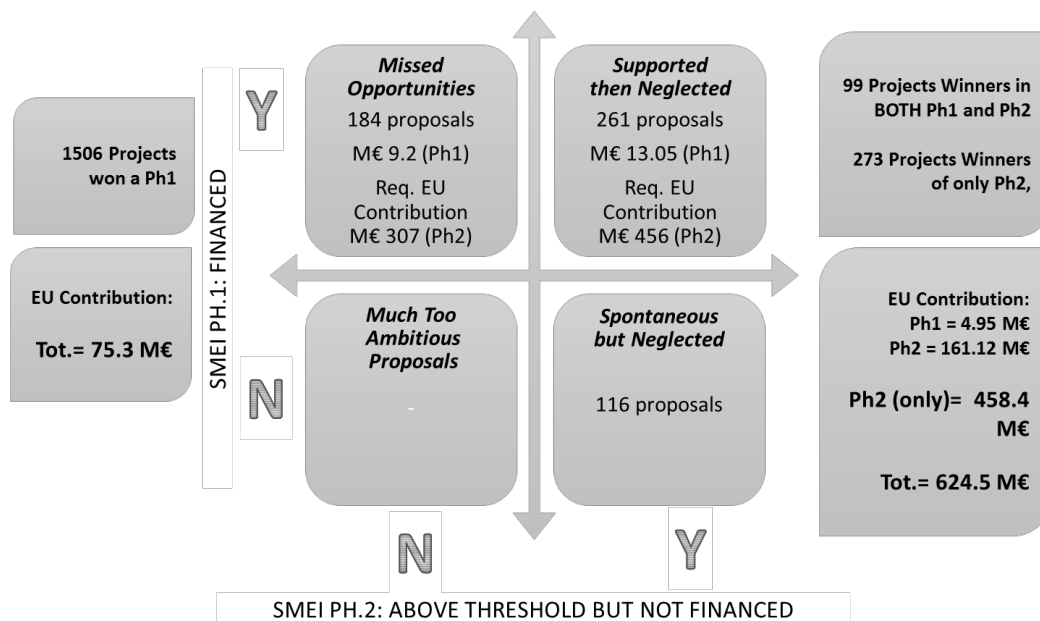 1506 Projects
won a Ph1
EU Contribution:
Tot.= 75.3 M€
SMEI PH.1: FINANCED
Y
N
Missed
Opportunities
184 proposals
M€ 9.2 (Ph1)
Req. EU
Contribution
M€ 307 (Ph2)
Supported
then Neglected
261 proposals
M€ 13.05 (Ph1)
Req. EU
Contribution
M€ 456 (Ph2)
Much Too
Ambitious
Proposals
-
Spontaneous
but Neglected
116 proposals
N
Y
SMEI PH.2: ABOVE THRESHOLD BUT NOT FINANCED
99 Projects Winners in
BOTH Ph1 and Ph2
273 Projects Winners
of only Ph2,
EU Contribution:
Ph1 = 4.95 M€
Ph2 = 161.12 M€
Ph2 (only)= 458.4
M€
Tot.= 624.5 M€